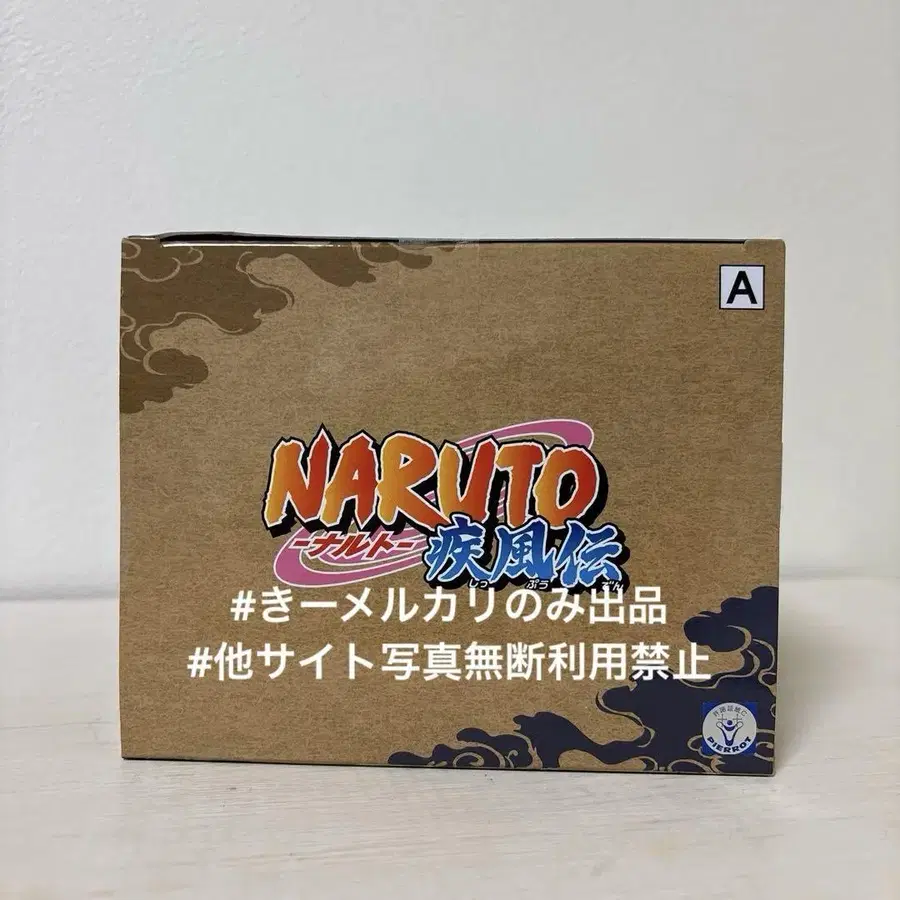 A
NARUTO
-ナルト-
疾風伝
しっ ぷう でん
#きーメルカリのみ出品
#他サイト写真無断利用禁止
PIERROT